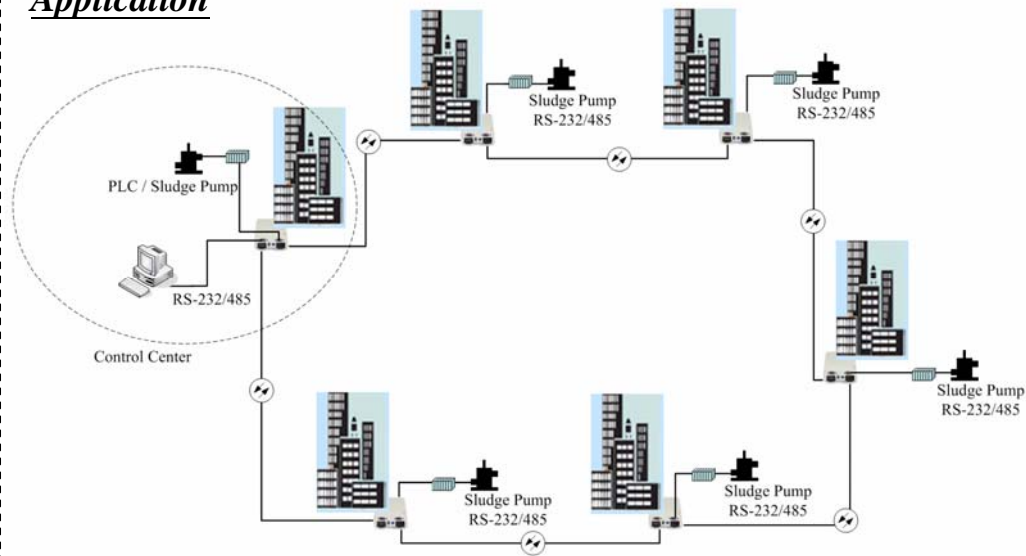 Application
Sludge Pump
RS-232/485
Sludge Pump
RS-232/485
PLC / Sludge Pump
RS-232/485
Control Center
Sludge Pump
RS-232/485
Sludge Pump
RS-232/485
Sludge Pump
RS-232/485